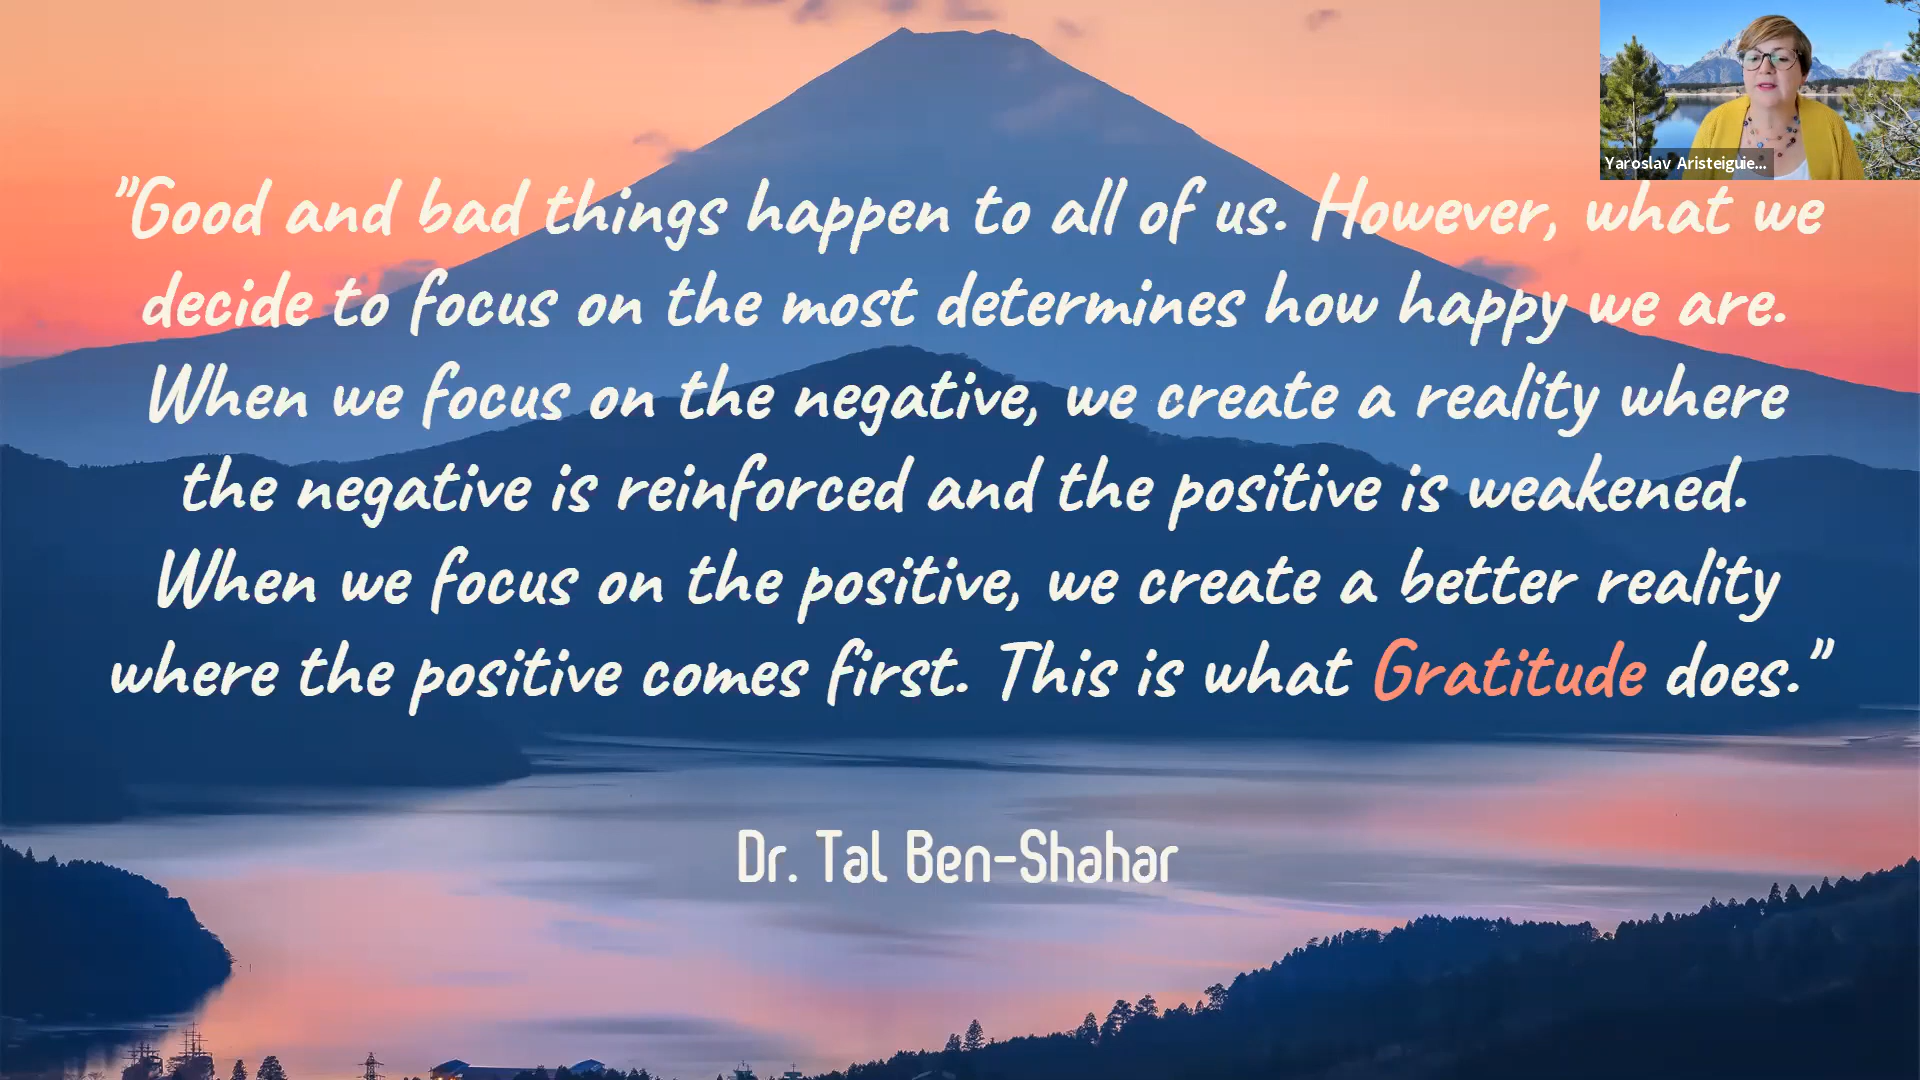 Yaroslav Aristeiguie...
"Good and bad things happen to all of us. However, what we
decide to focus on the most determines how happy we are.
When we focus on the negative, we create a reality where
the negative is reinforced and the positive is weakened.
When we focus on the positive, we create a better reality
where the positive comes first. This is what Gratitude does."
Dr. Tal Ben-Shahar